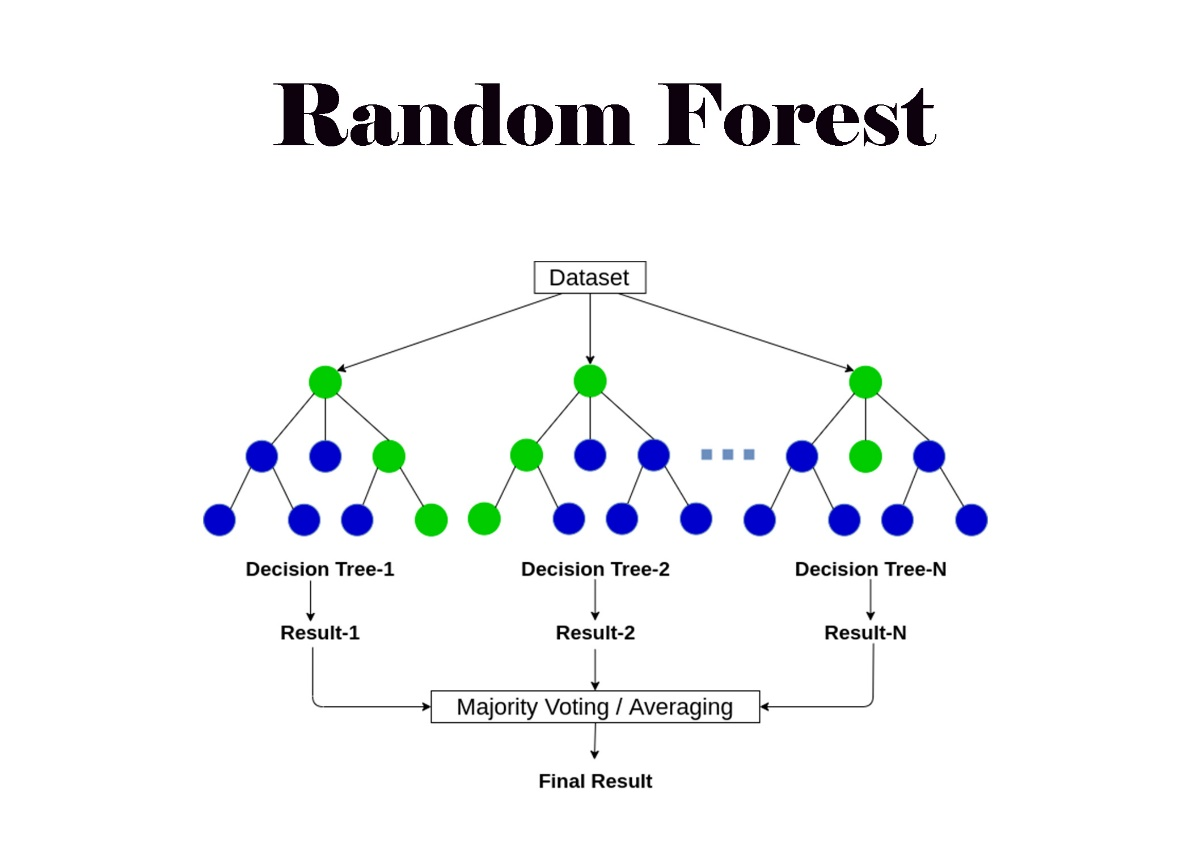 Random Forest
Dataset
Decision Tree-1
Decision Tree-2
Decision Tree-N
Result-1
Result-2
Result-N
Majority Voting / Averaging
Final Result